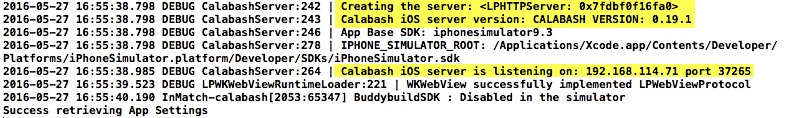 2016-05-27 16:55:38.798 DEBUG CalabashServer:242 | Creating the server: <LPHTTPServer: 0x7fdbf0f16fa0>
2016-05-27 16:55:38.798 DEBUG CalabashServer:243 | Calabash iOS server version: CALABASH VERSION: 0.19.1
2016-05-27 16:55:38.798 DEBUG CalabashServer:246 | App Base SDK: iphonesimulator9.3
2016-05-27 16:55:38.798 DEBUG CalabashServer:278 | IPHONE_SIMULATOR_ROOT: /Applications/Xcode.app/Contents/Developer/
Platforms/iPhoneSimulator.platform/Developer/SDKs/iPhoneSimulator.sdk
2016-05-27 16:55:38.985 DEBUG CalabashServer:264 | Calabash iOS server is listening on: 192.168.114.71 port 37265
2016-05-27 16:55:39.523 DEBUG LPWKWebViewRuntimeLoader:221 | WKWebView successfully implemented LPWebViewProtocol
2016-05-27 16:55:40.190 InMatch-calabash[2053:65347] BuddybuildSDK : Disabled in the simulator
Success retrieving App Settings